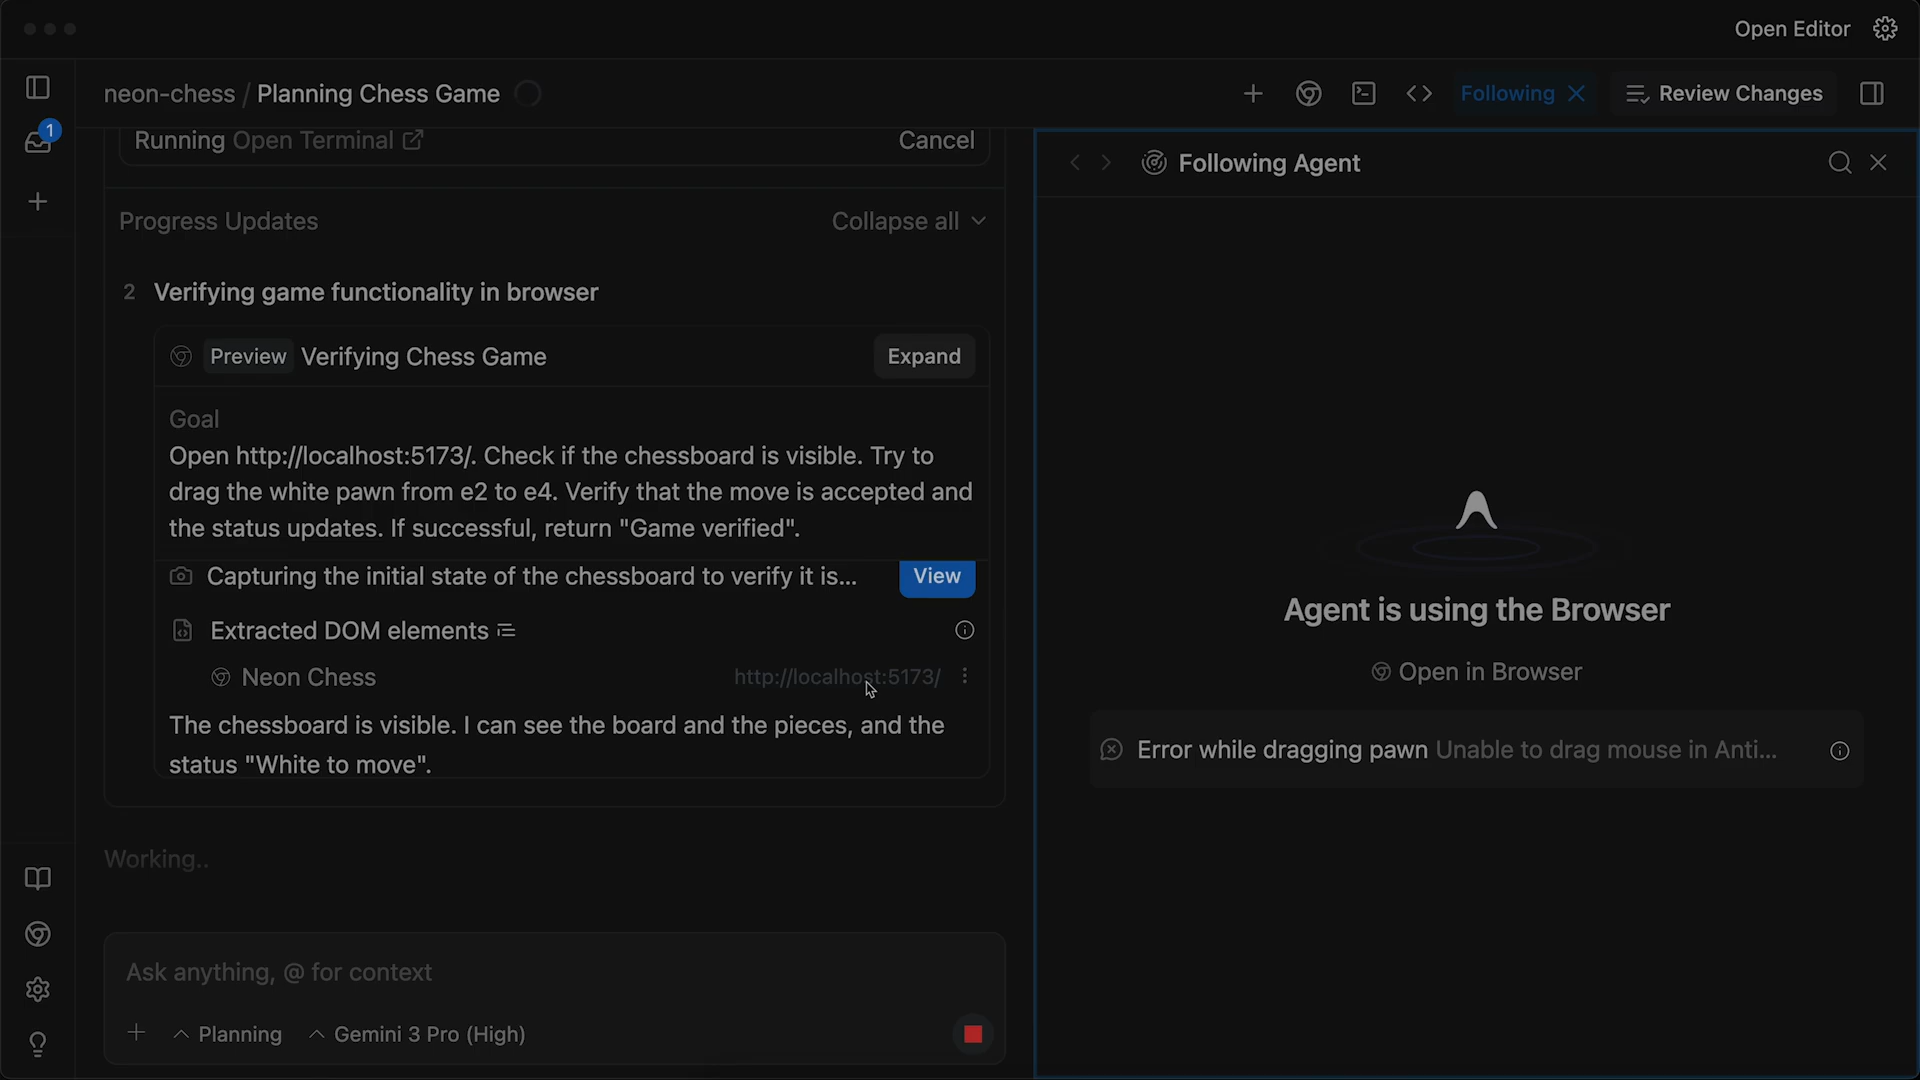 Open Editor
neon-chess / Planning Chess Game
Following
Review Changes
1
Running Open Terminal
Cancel
Progress Updates
Collapse all
2 Verifying game functionality in browser
Preview Verifying Chess Game
Expand
Goal
Open http://localhost:5173/. Check if the chessboard is visible. Try to
drag the white pawn from e2 to e4. Verify that the move is accepted and
the status updates. If successful, return "Game verified".
Capturing the initial state of the chessboard to verify it is...
View
Extracted DOM elements
Neon Chess
http://localhost:5173/
The chessboard is visible. I can see the board and the pieces, and the
status "White to move".
Working..
Ask anything, @ for context
Planning
Gemini 3 Pro (High)
Following Agent
Agent is using the Browser
Open in Browser
Error while dragging pawn Unable to drag mouse in Anti...